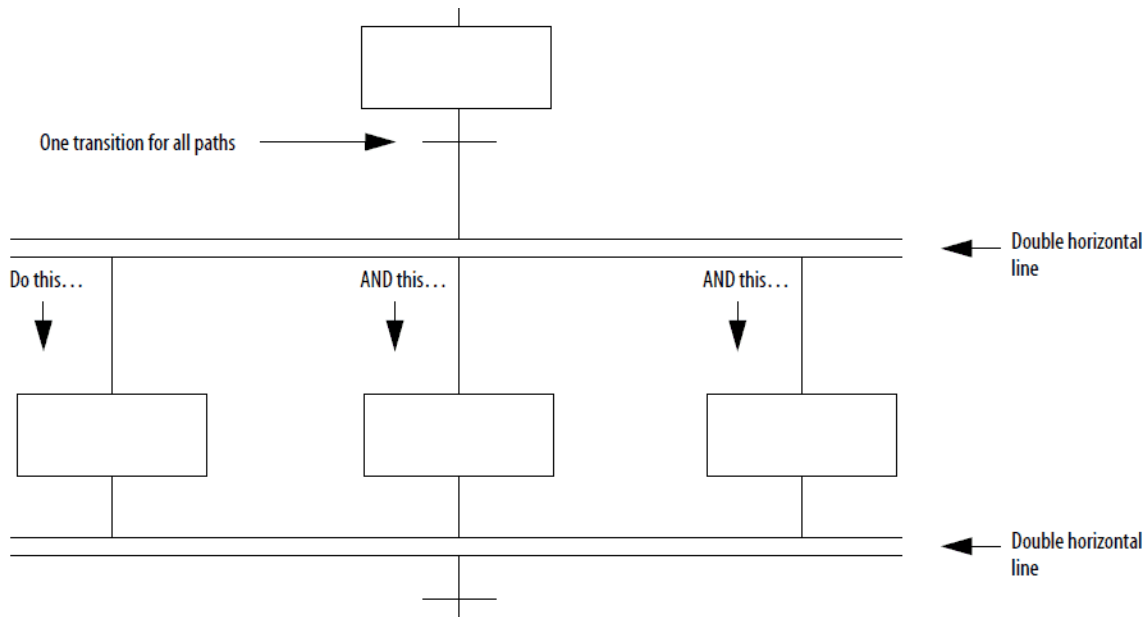 One transition for all paths
Double horizontal
line
Do this…
AND this…
AND this…
Double horizontal
line